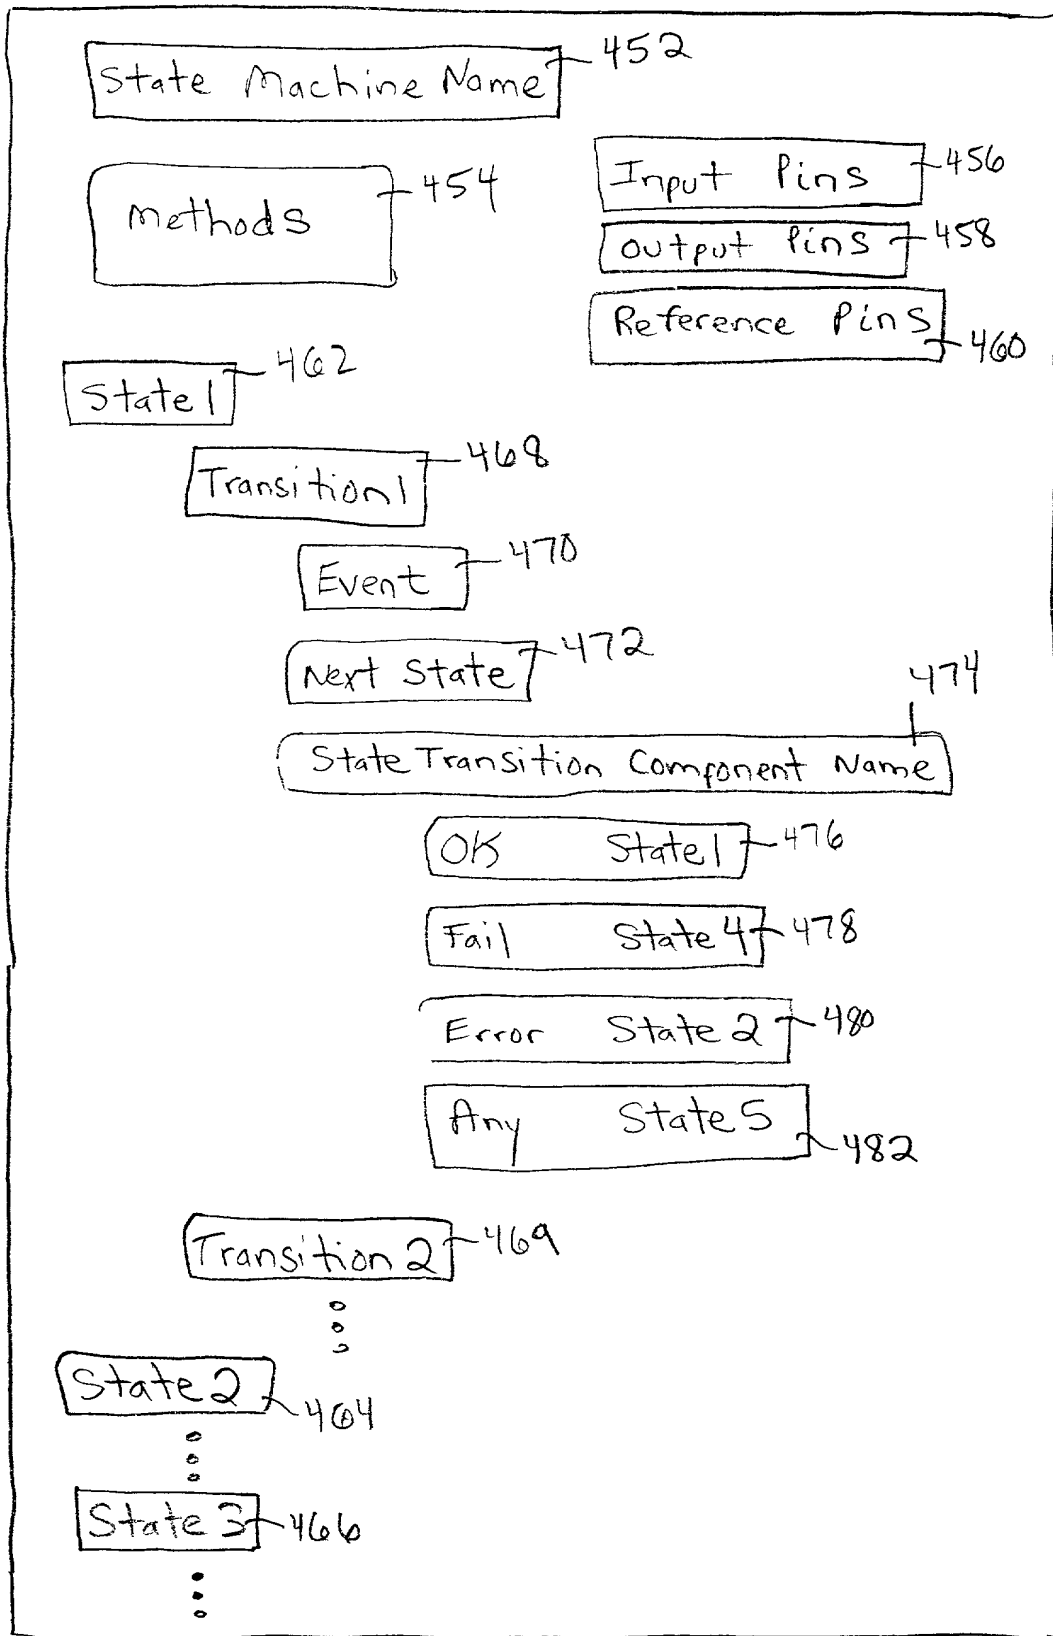 State Machine Name 452
Methods 454
Input Pins 456
Output Pins 458
Reference Pins 460
State 1 462
Transition 1 468
Event 470
Next State 472
474
State Transition Component Name
OK State 1 476
Fail State 4 478
Error State 2 480
Any State 5 482
Transition 2 469
State 2 464
State 3 466